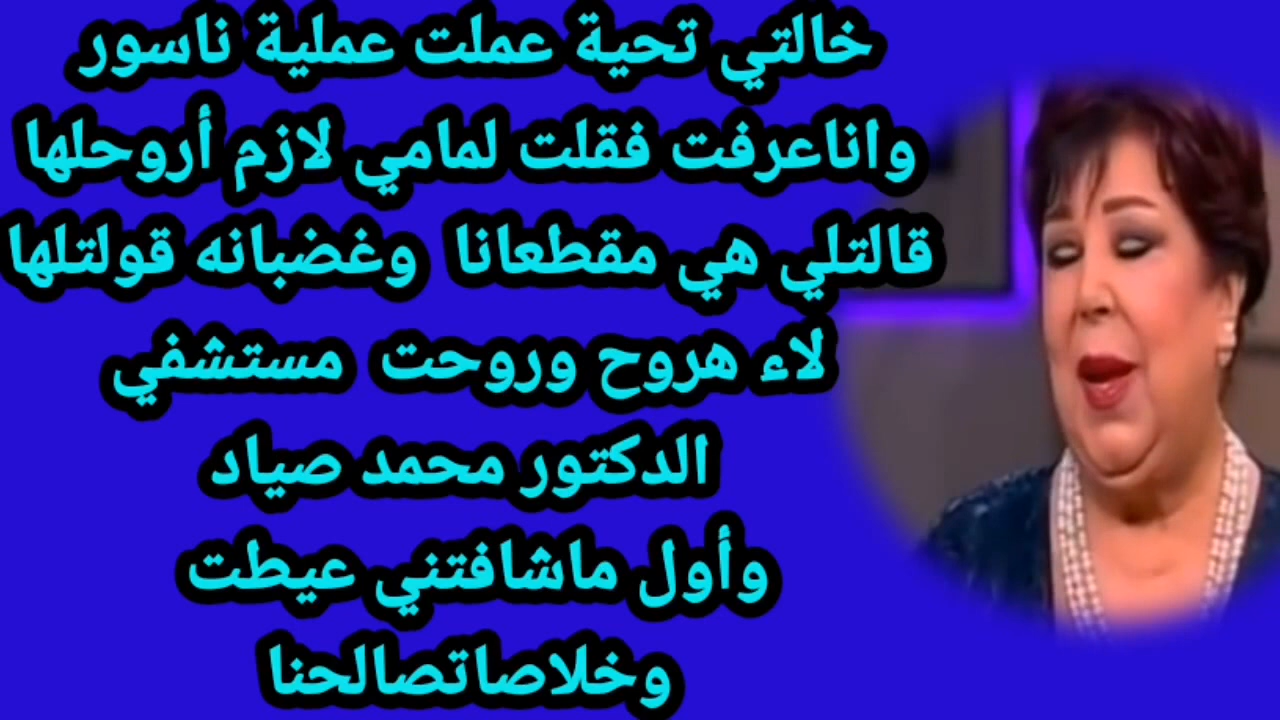 خالتي تحية عملت عملية ناسور
واناعرفت فقلت لمامي لازم أروحلها
قالتلي هي مقطعانا وغضبانه قولتلها
لاء هروح وروحت مستشفي
الدكتور محمد صياد
وأول ماشافتني عيطت
وخلاصاتصالحنا